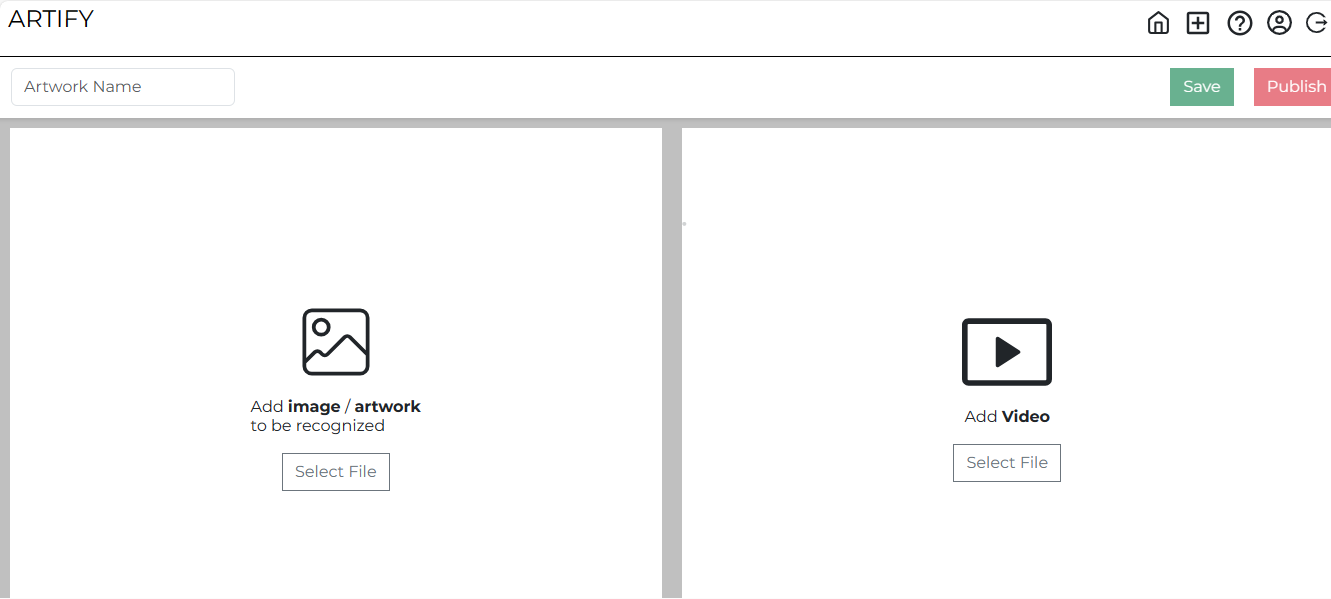 ARTIFY
Artwork Name
Save
Publish
Add image / artwork
to be recognized
Select File
Add Video
Select File